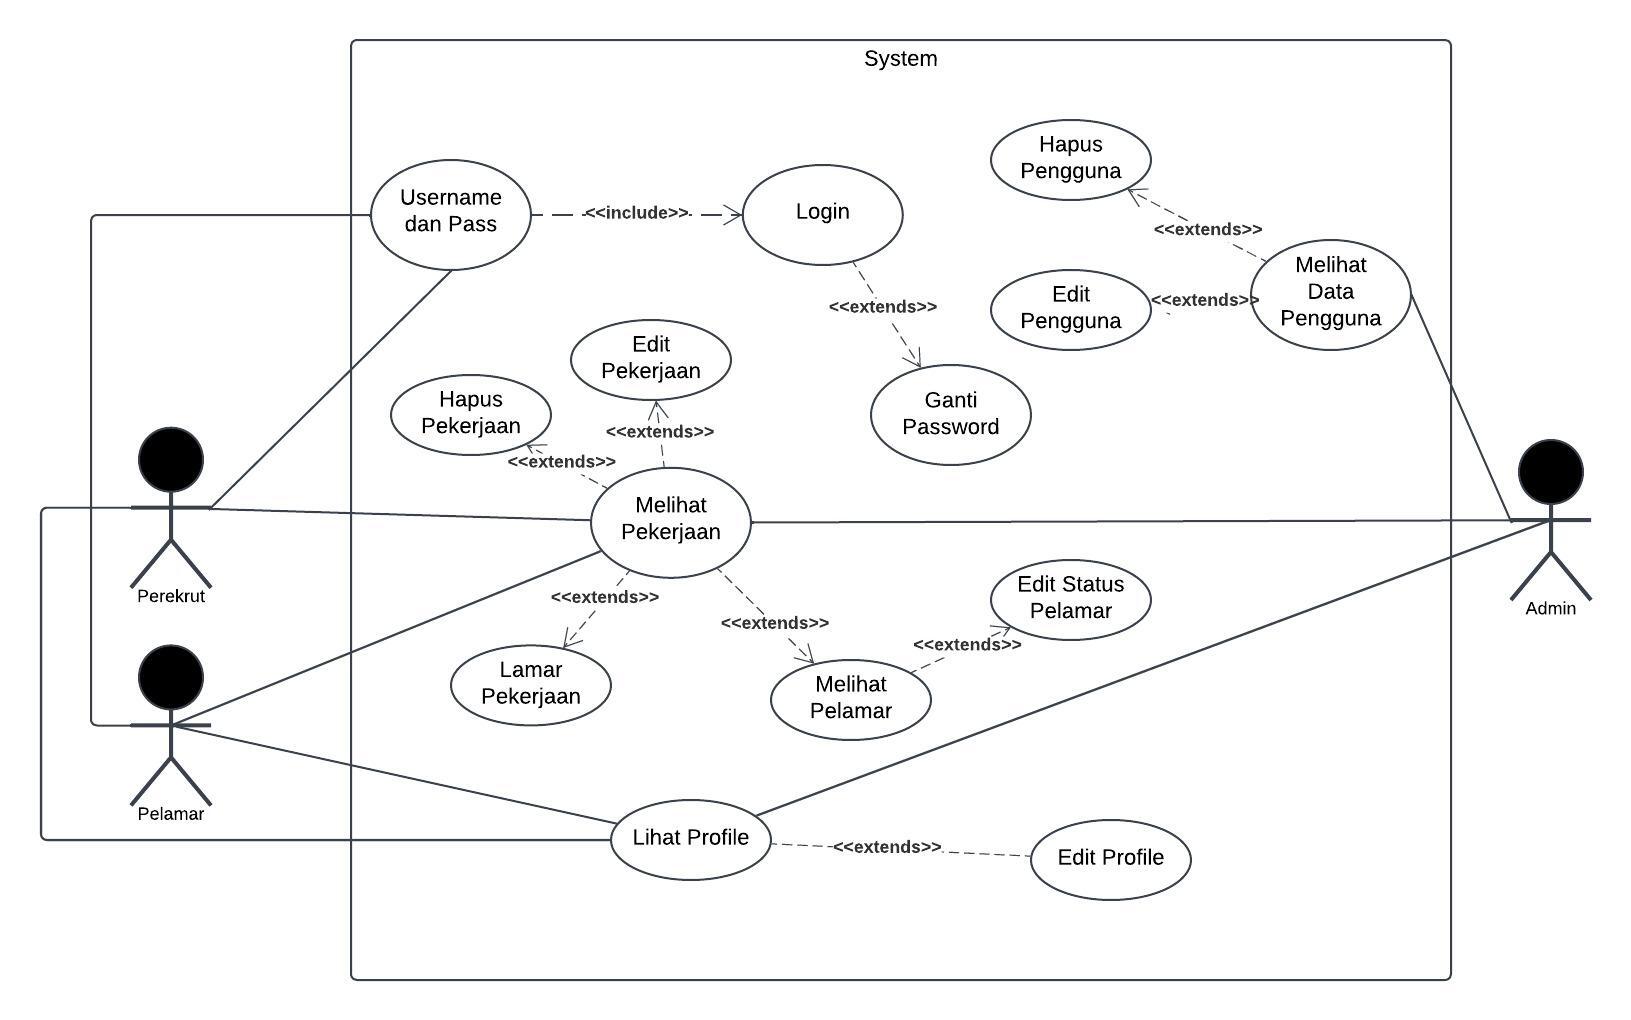 System
Hapus
Pengguna
Username
dan Pass
<<include>>
Login
<<extends>>
Melihat
Data
Pengguna
Edit
Pengguna
<<extends>>
<<extends>>
Edit
Pekerjaan
Hapus
Pekerjaan
Ganti
Password
<<extends>>
<<extends>>
Melihat
Pekerjaan
Perekrut
Admin
<<extends>>
<<extends>>
Edit Status
Pelamar
<<extends>>
Lamar
Pekerjaan
Melihat
Pelamar
Pelamar
Lihat Profile
<<extends>>
Edit Profile